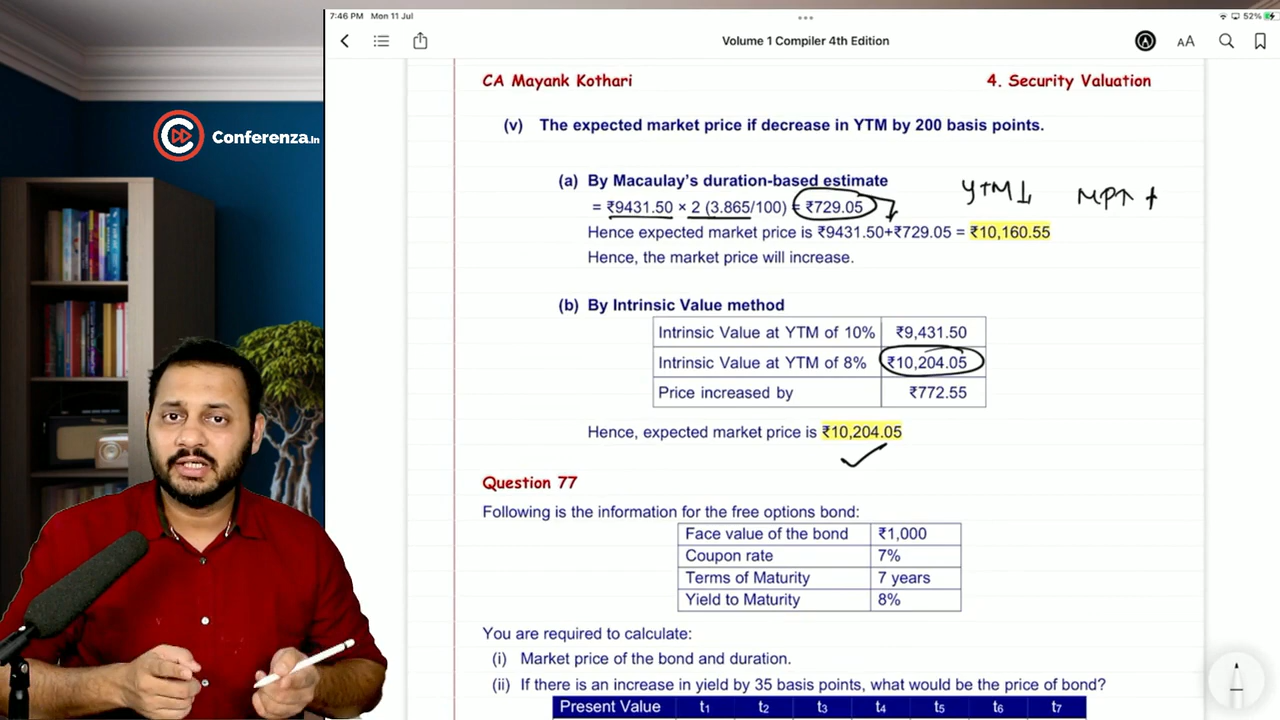 7:46 PM Mon 11 Jul
52%
Volume 1 Compiler 4th Edition
AA
Conferenza.In
CA Mayank Kothari
4. Security Valuation
(v) The expected market price if decrease in YTM by 200 basis points.
(a) By Macaulay's duration-based estimate
= ₹9431.50 × 2 (3.865/100) = ₹729.05
YTM↓ MP↑ ↑
Hence expected market price is ₹9431.50+₹729.05 = ₹10,160.55
Hence, the market price will increase.
(b) By Intrinsic Value method
Intrinsic Value at YTM of 10% ₹9,431.50
Intrinsic Value at YTM of 8% ₹10,204.05
Price increased by ₹772.55
Hence, expected market price is ₹10,204.05
Question 77
Following is the information for the free options bond:
Face value of the bond ₹1,000
Coupon rate 7%
Terms of Maturity 7 years
Yield to Maturity 8%
You are required to calculate:
(i) Market price of the bond and duration.
(ii) If there is an increase in yield by 35 basis points, what would be the price of bond?
Present Value t₁ t₂ t₃ t₄ t₅ t₆ t₇